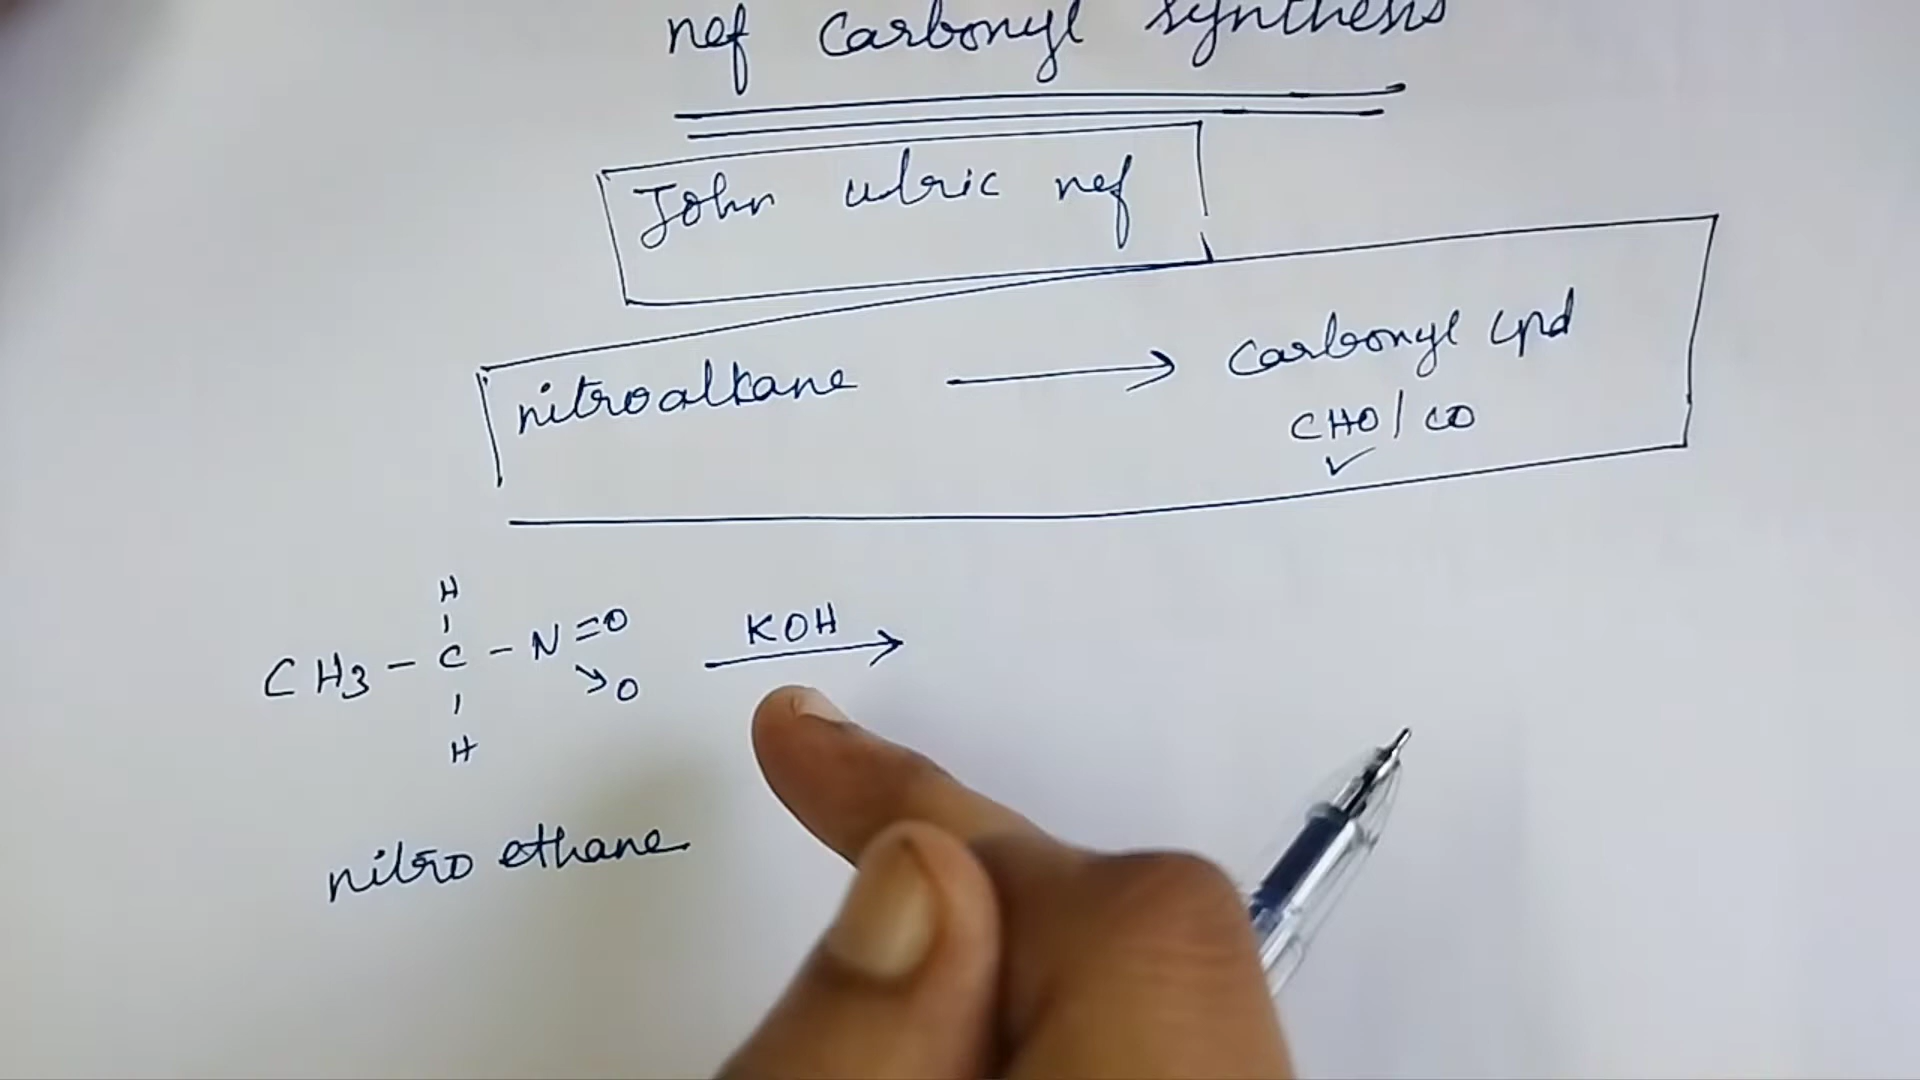 nef carbonyl synthesis
John ulric nef
nitroalkane → carbonyl cpd
CHO / CO
✓
H
CH3 - C - N = O
↘ O
H
KOH →
nitro ethane